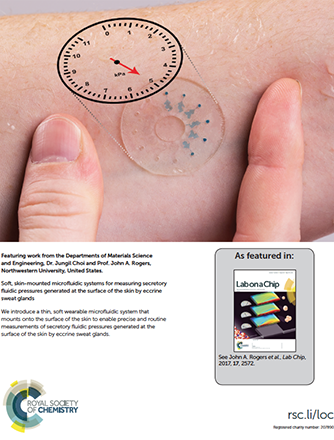 0
1
2
3
4
5
6
7
8
9
10
11
kPa
Featuring work from the Departments of Materials Science
and Engineering, Dr. Jungil Choi and Prof. John A. Rogers,
Northwestern University, United States.
Soft, skin-mounted microfluidic systems for measuring secretory
fluidic pressures generated at the surface of the skin by eccrine
sweat glands
We introduce a thin, soft wearable microfluidic system that
mounts onto the surface of the skin to enable precise and routine
measurements of secretory fluidic pressures generated at the
surface of the skin by eccrine sweat glands.
As featured in:
Lab on a Chip
See John A. Rogers et al., Lab Chip,
2017, 17, 2572.
ROYAL SOCIETY
OF CHEMISTRY
rsc.li/loc
Registered charity number: 207890